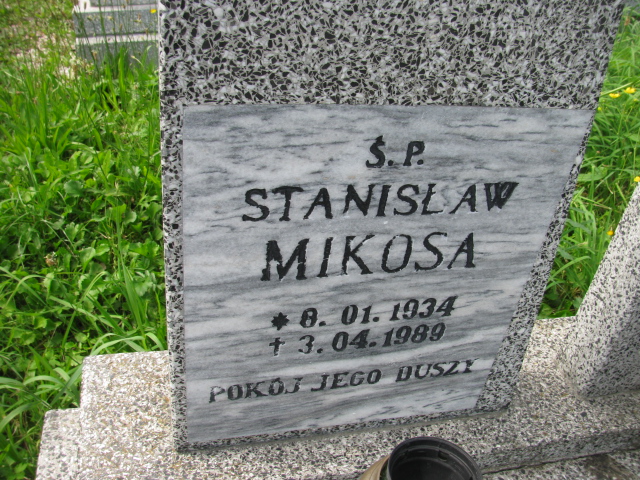 Ś.P.
STANISŁAW
MIKOSA
* 8. 01. 1934
† 3. 04. 1989
POKÓJ JEGO DUSZY